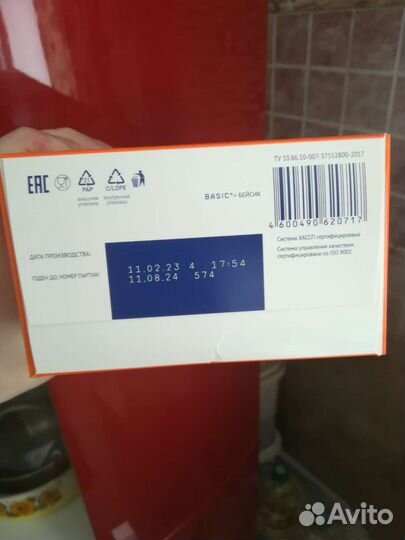 ТУ 10.86.10-007-37552800-2017
EAC
21
PAP
C/LDPE
внешняя упаковка
внутренняя упаковка
BASIC® - БЕЙСИК
4 600490 620717
Система ХАССП сертифицирована
Система управления качеством
сертифицирована по ISO 9001
ДАТА ПРОИЗВОДСТВА:
11.02.23 4 17:54
ГОДЕН ДО, НОМЕР ПАРТИИ:
11.08.24 574
Avito